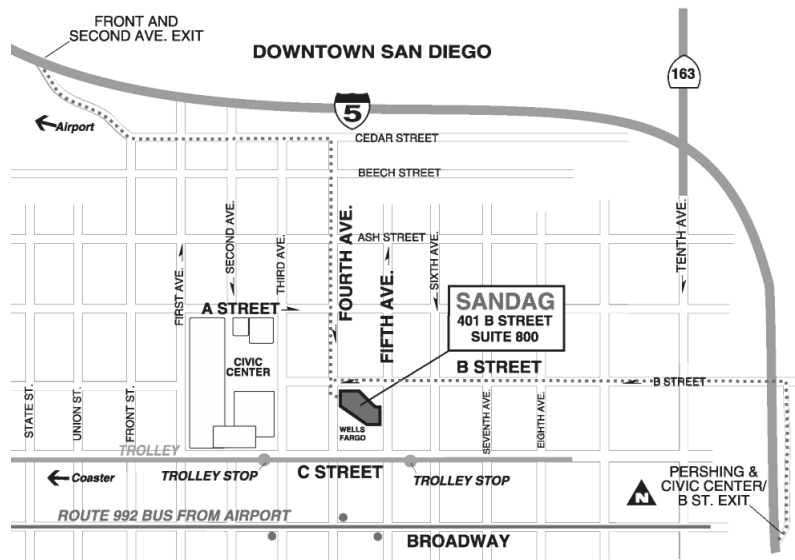 FRONT AND
SECOND AVE. EXIT
DOWNTOWN SAN DIEGO
163
5
Airport
CEDAR STREET
BEECH STREET
ASH STREET
FIRST AVE.
SECOND AVE.
THIRD AVE.
FOURTH AVE.
FIFTH AVE.
SIXTH AVE.
TENTH AVE.
A STREET
SANDAG
401 B STREET
SUITE 800
CIVIC
CENTER
B STREET
B STREET
STATE ST.
UNION ST.
FRONT ST.
WELLS
FARGO
SEVENTH AVE.
EIGHTH AVE.
TROLLEY
Coaster
TROLLEY STOP
C STREET
TROLLEY STOP
PERSHING &
CIVIC CENTER/
B ST. EXIT
N
ROUTE 992 BUS FROM AIRPORT
BROADWAY